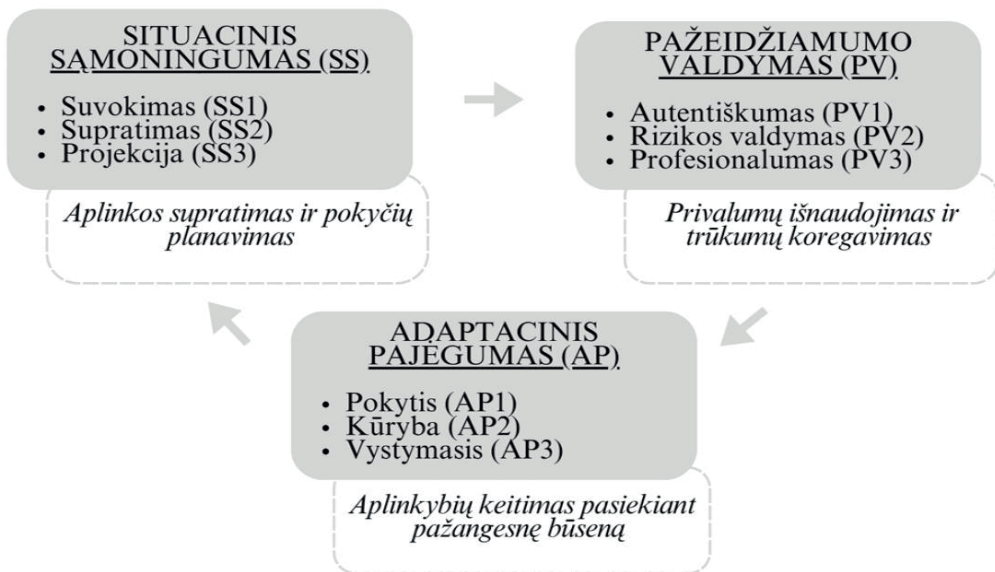 SITUACINIS
SĄMONINGUMAS (SS)
• Suvokimas (SS1)
• Supratimas (SS2)
• Projekcija (SS3)
Aplinkos supratimas ir pokyčių
planavimas
PAŽEIDŽIAMUMO
VALDYMAS (PV)
• Autentiškumas (PV1)
• Rizikos valdymas (PV2)
• Profesionalumas (PV3)
Privalumų išnaudojimas ir
trūkumų koregavimas
ADAPTACINIS
PAJĖGUMAS (AP)
• Pokytis (AP1)
• Kūryba (AP2)
• Vystymasis (AP3)
Aplinkybių keitimas pasiekiant
pažangesnę būseną